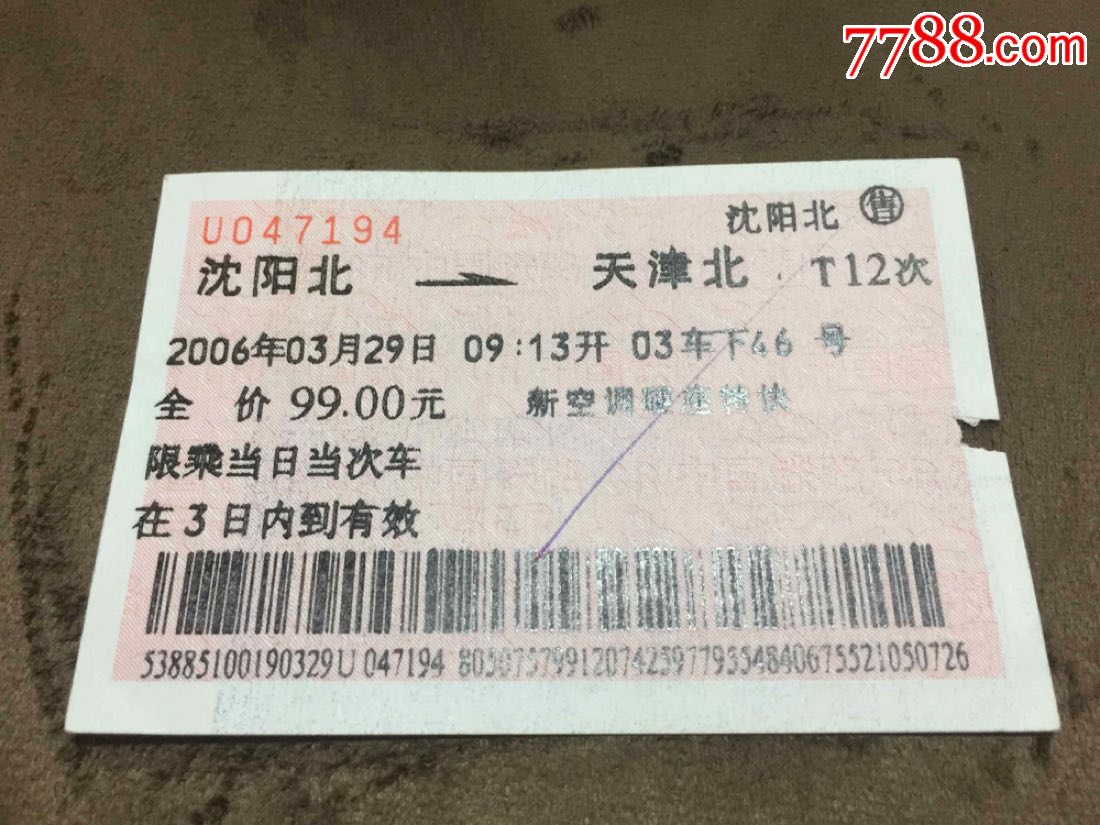 7788.com
U047194
沈阳北 售
沈阳北 天津北 T12次
2006年03月29日 09:13开 03车下46 号
全 价 99.00元 新空调硬座特快
限乘当日当次车
在3日内到有效
53885100190329U047194 80507579912074259779354840675521050726